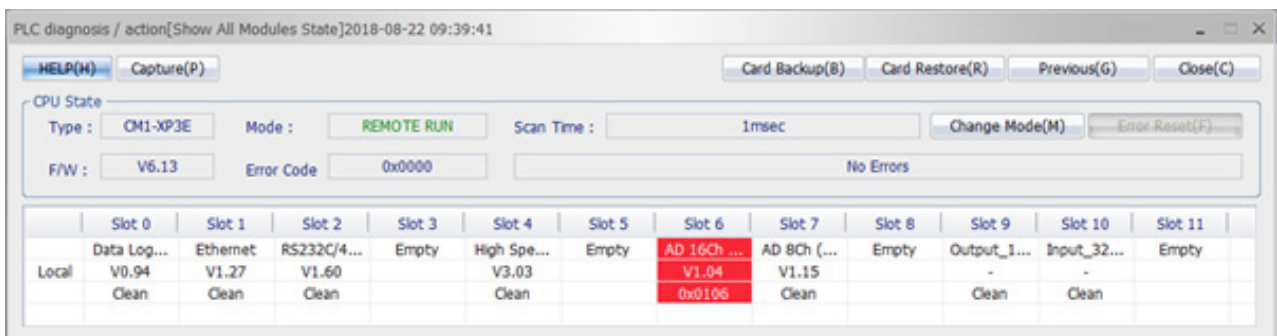 PLC diagnosis / action[Show All Modules State]2018-08-22 09:39:41
HELP(H) Capture(P) Card Backup(B) Card Restore(R) Previous(G) Close(C)
CPU State
Type : CM1-XP3E Mode : REMOTE RUN Scan Time : 1msec Change Mode(M) Error Reset(F)
F/W : V6.13 Error Code 0x0000 No Errors
Slot 0 Slot 1 Slot 2 Slot 3 Slot 4 Slot 5 Slot 6 Slot 7 Slot 8 Slot 9 Slot 10 Slot 11
Data Log... Ethernet RS232C/4... Empty High Spe... Empty AD 16Ch ... AD 8Ch (... Empty Output_1... Input_32... Empty
Local V0.94 V1.27 V1.60 V3.03 V1.04 V1.15 - -
Clean Clean Clean Clean 0x0106 Clean Clean Clean